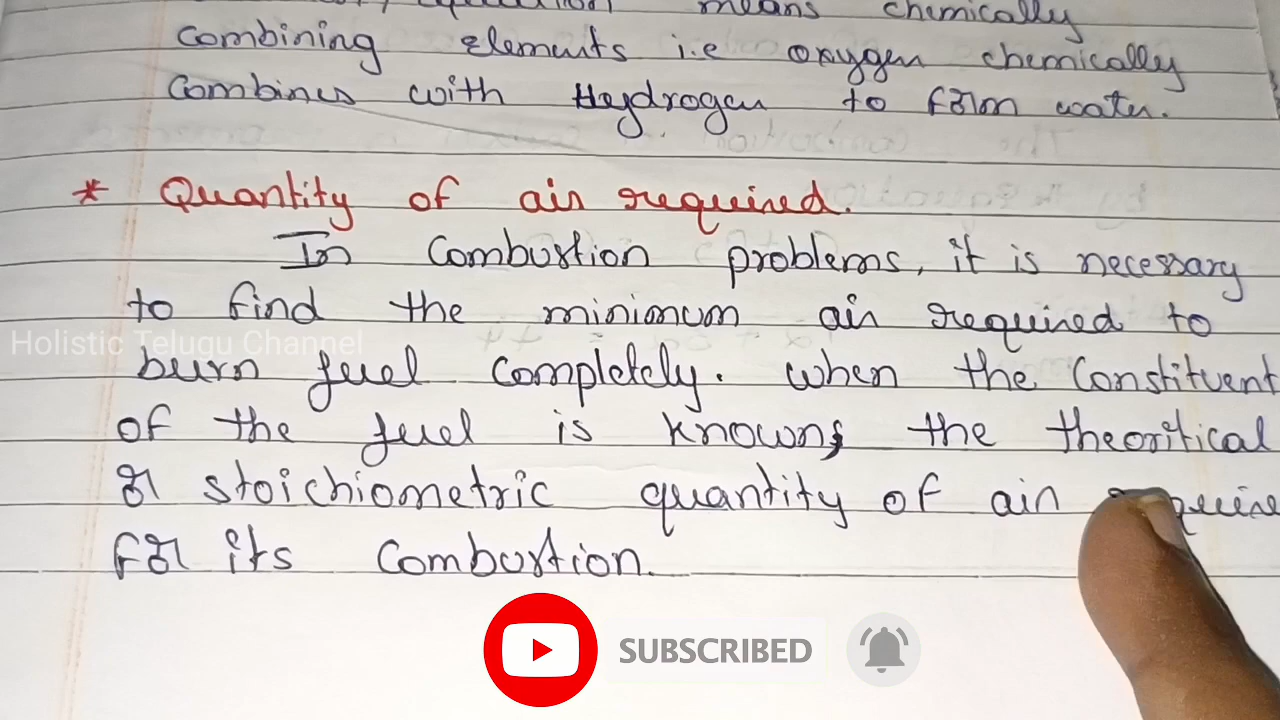 means chemically
combining elements i.e oxygen chemically
combines with Hydrogen to form water.
* Quantity of air required.
In combustion problems, it is necessary
to find the minimum air required to
Holistic Telugu Channel
burn fuel completely. when the constituent
of the fuel is known, the theoritical
or stoichiometric quantity of air
for its combustion.
SUBSCRIBED